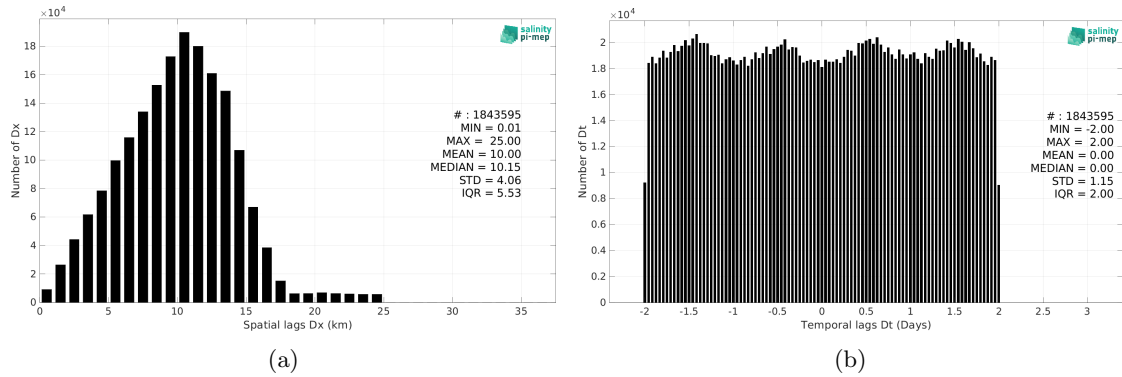 ×10⁴
18
16
14
12
10
8
6
4
2
0
Number of Dx
0 5 10 15 20 25 30 35
Spatial lags Dx (km)
salinity
pi-mep
# : 1843595
MIN = 0.01
MAX = 25.00
MEAN = 10.00
MEDIAN = 10.15
STD = 4.06
IQR = 5.53
(a)
×10⁴
2
1.8
1.6
1.4
1.2
1
0.8
0.6
0.4
0.2
0
Number of Dt
-2 -1.5 -1 -0.5 0 0.5 1 1.5 2 2.5 3
Temporal lags Dt (Days)
salinity
pi-mep
# : 1843595
MIN = -2.00
MAX = 2.00
MEAN = 0.00
MEDIAN = 0.00
STD = 1.15
IQR = 2.00
(b)